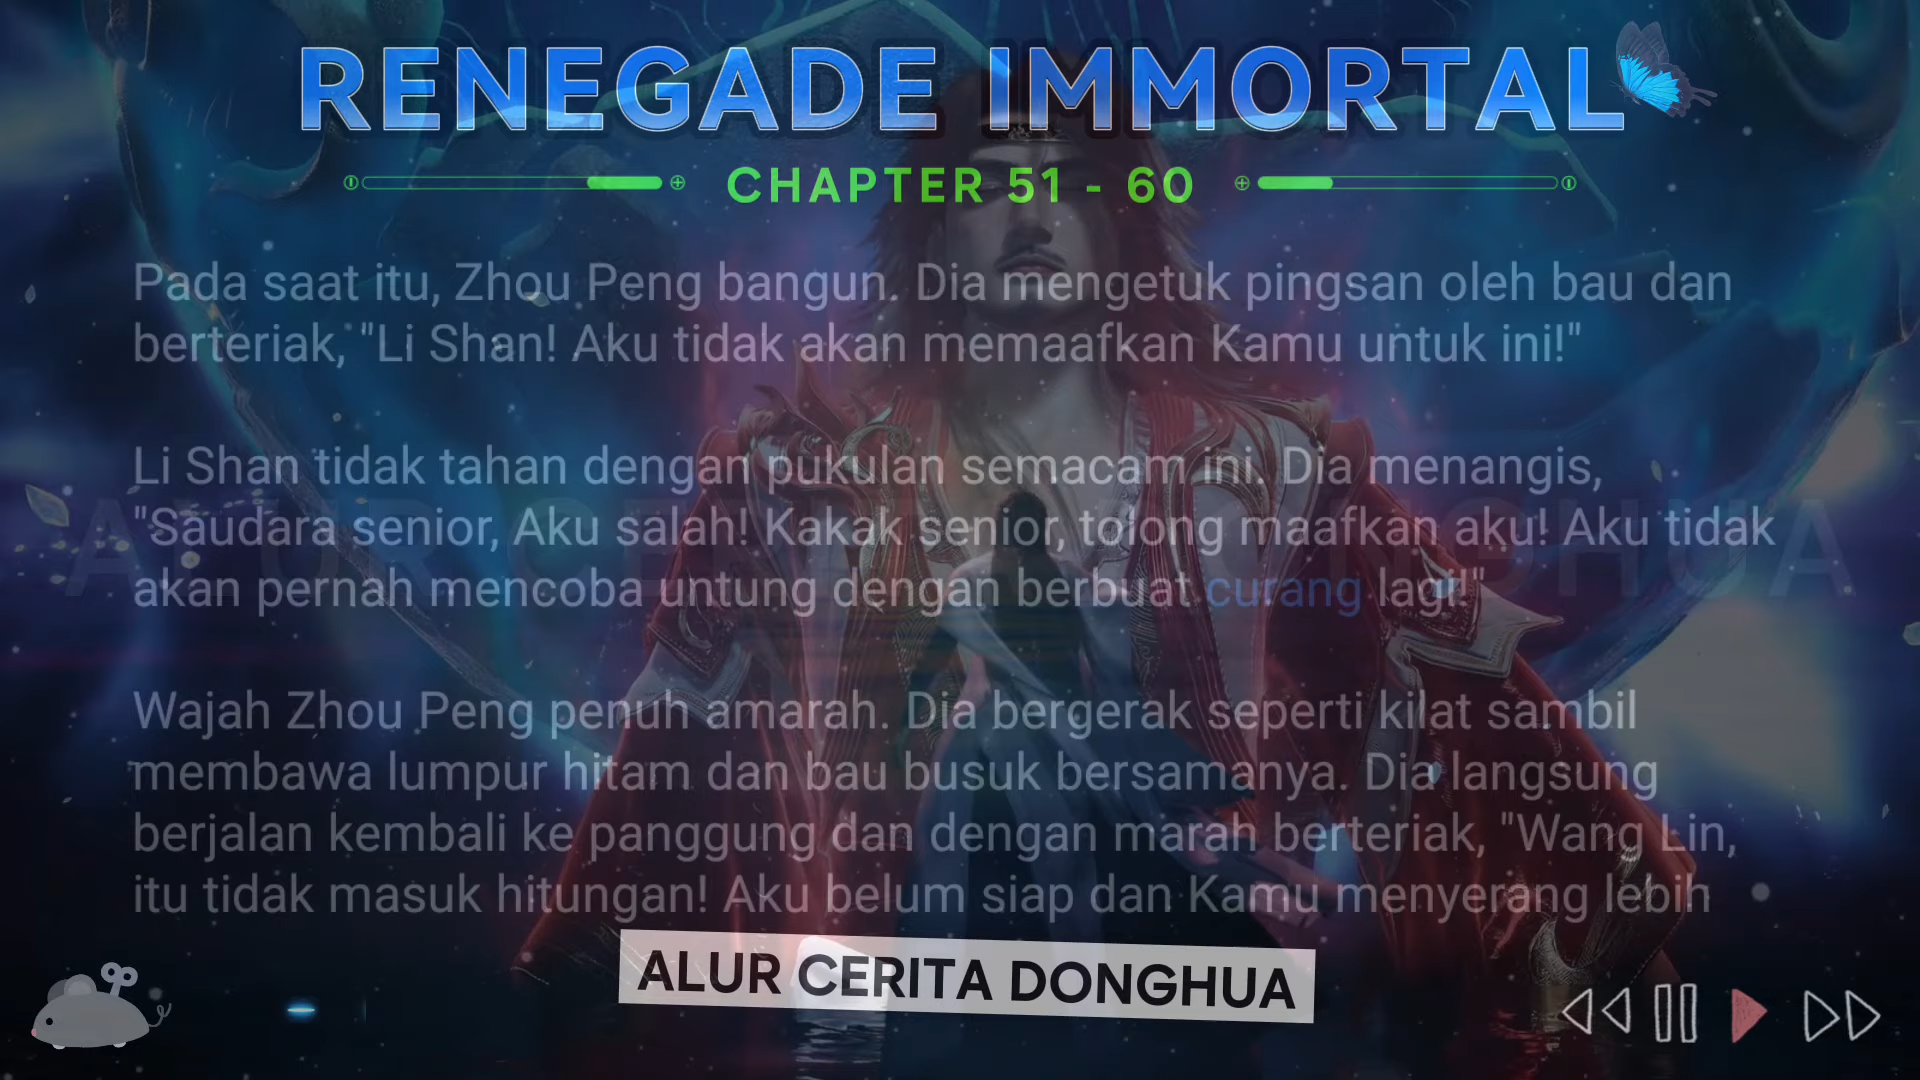 RENEGADE IMMORTAL
CHAPTER 51 - 60
Pada saat itu, Zhou Peng bangun. Dia mengetuk pingsan oleh bau dan
berteriak, "Li Shan! Aku tidak akan memaafkan Kamu untuk ini!"
Li Shan tidak tahan dengan pukulan semacam ini. Dia menangis,
"Saudara senior, Aku salah! Kakak senior, tolong maafkan aku! Aku tidak
akan pernah mencoba untung dengan berbuat curang lagi!"
ALUR CERITA DONGHUA
Wajah Zhou Peng penuh amarah. Dia bergerak seperti kilat sambil
membawa lumpur hitam dan bau busuk bersamanya. Dia langsung
berjalan kembali ke panggung dan dengan marah berteriak, "Wang Lin,
itu tidak masuk hitungan! Aku belum siap dan Kamu menyerang lebih
ALUR CERITA DONGHUA